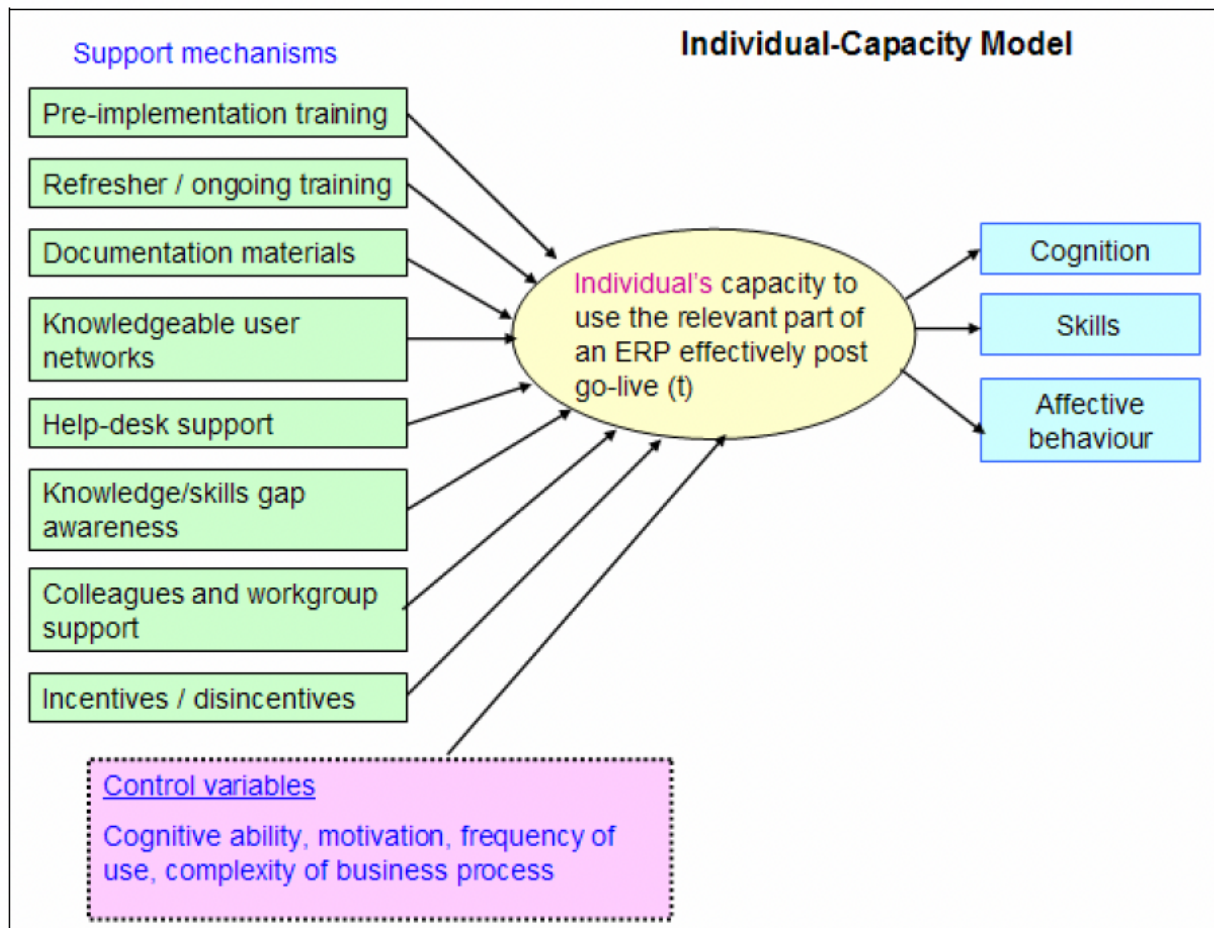 Support mechanisms
Individual-Capacity Model
Pre-implementation training
Refresher / ongoing training
Documentation materials
Knowledgeable user
networks
Help-desk support
Knowledge/skills gap
awareness
Colleagues and workgroup
support
Incentives / disincentives
Individual's capacity to
use the relevant part of
an ERP effectively post
go-live (t)
Cognition
Skills
Affective
behaviour
Control variables
Cognitive ability, motivation, frequency of
use, complexity of business process